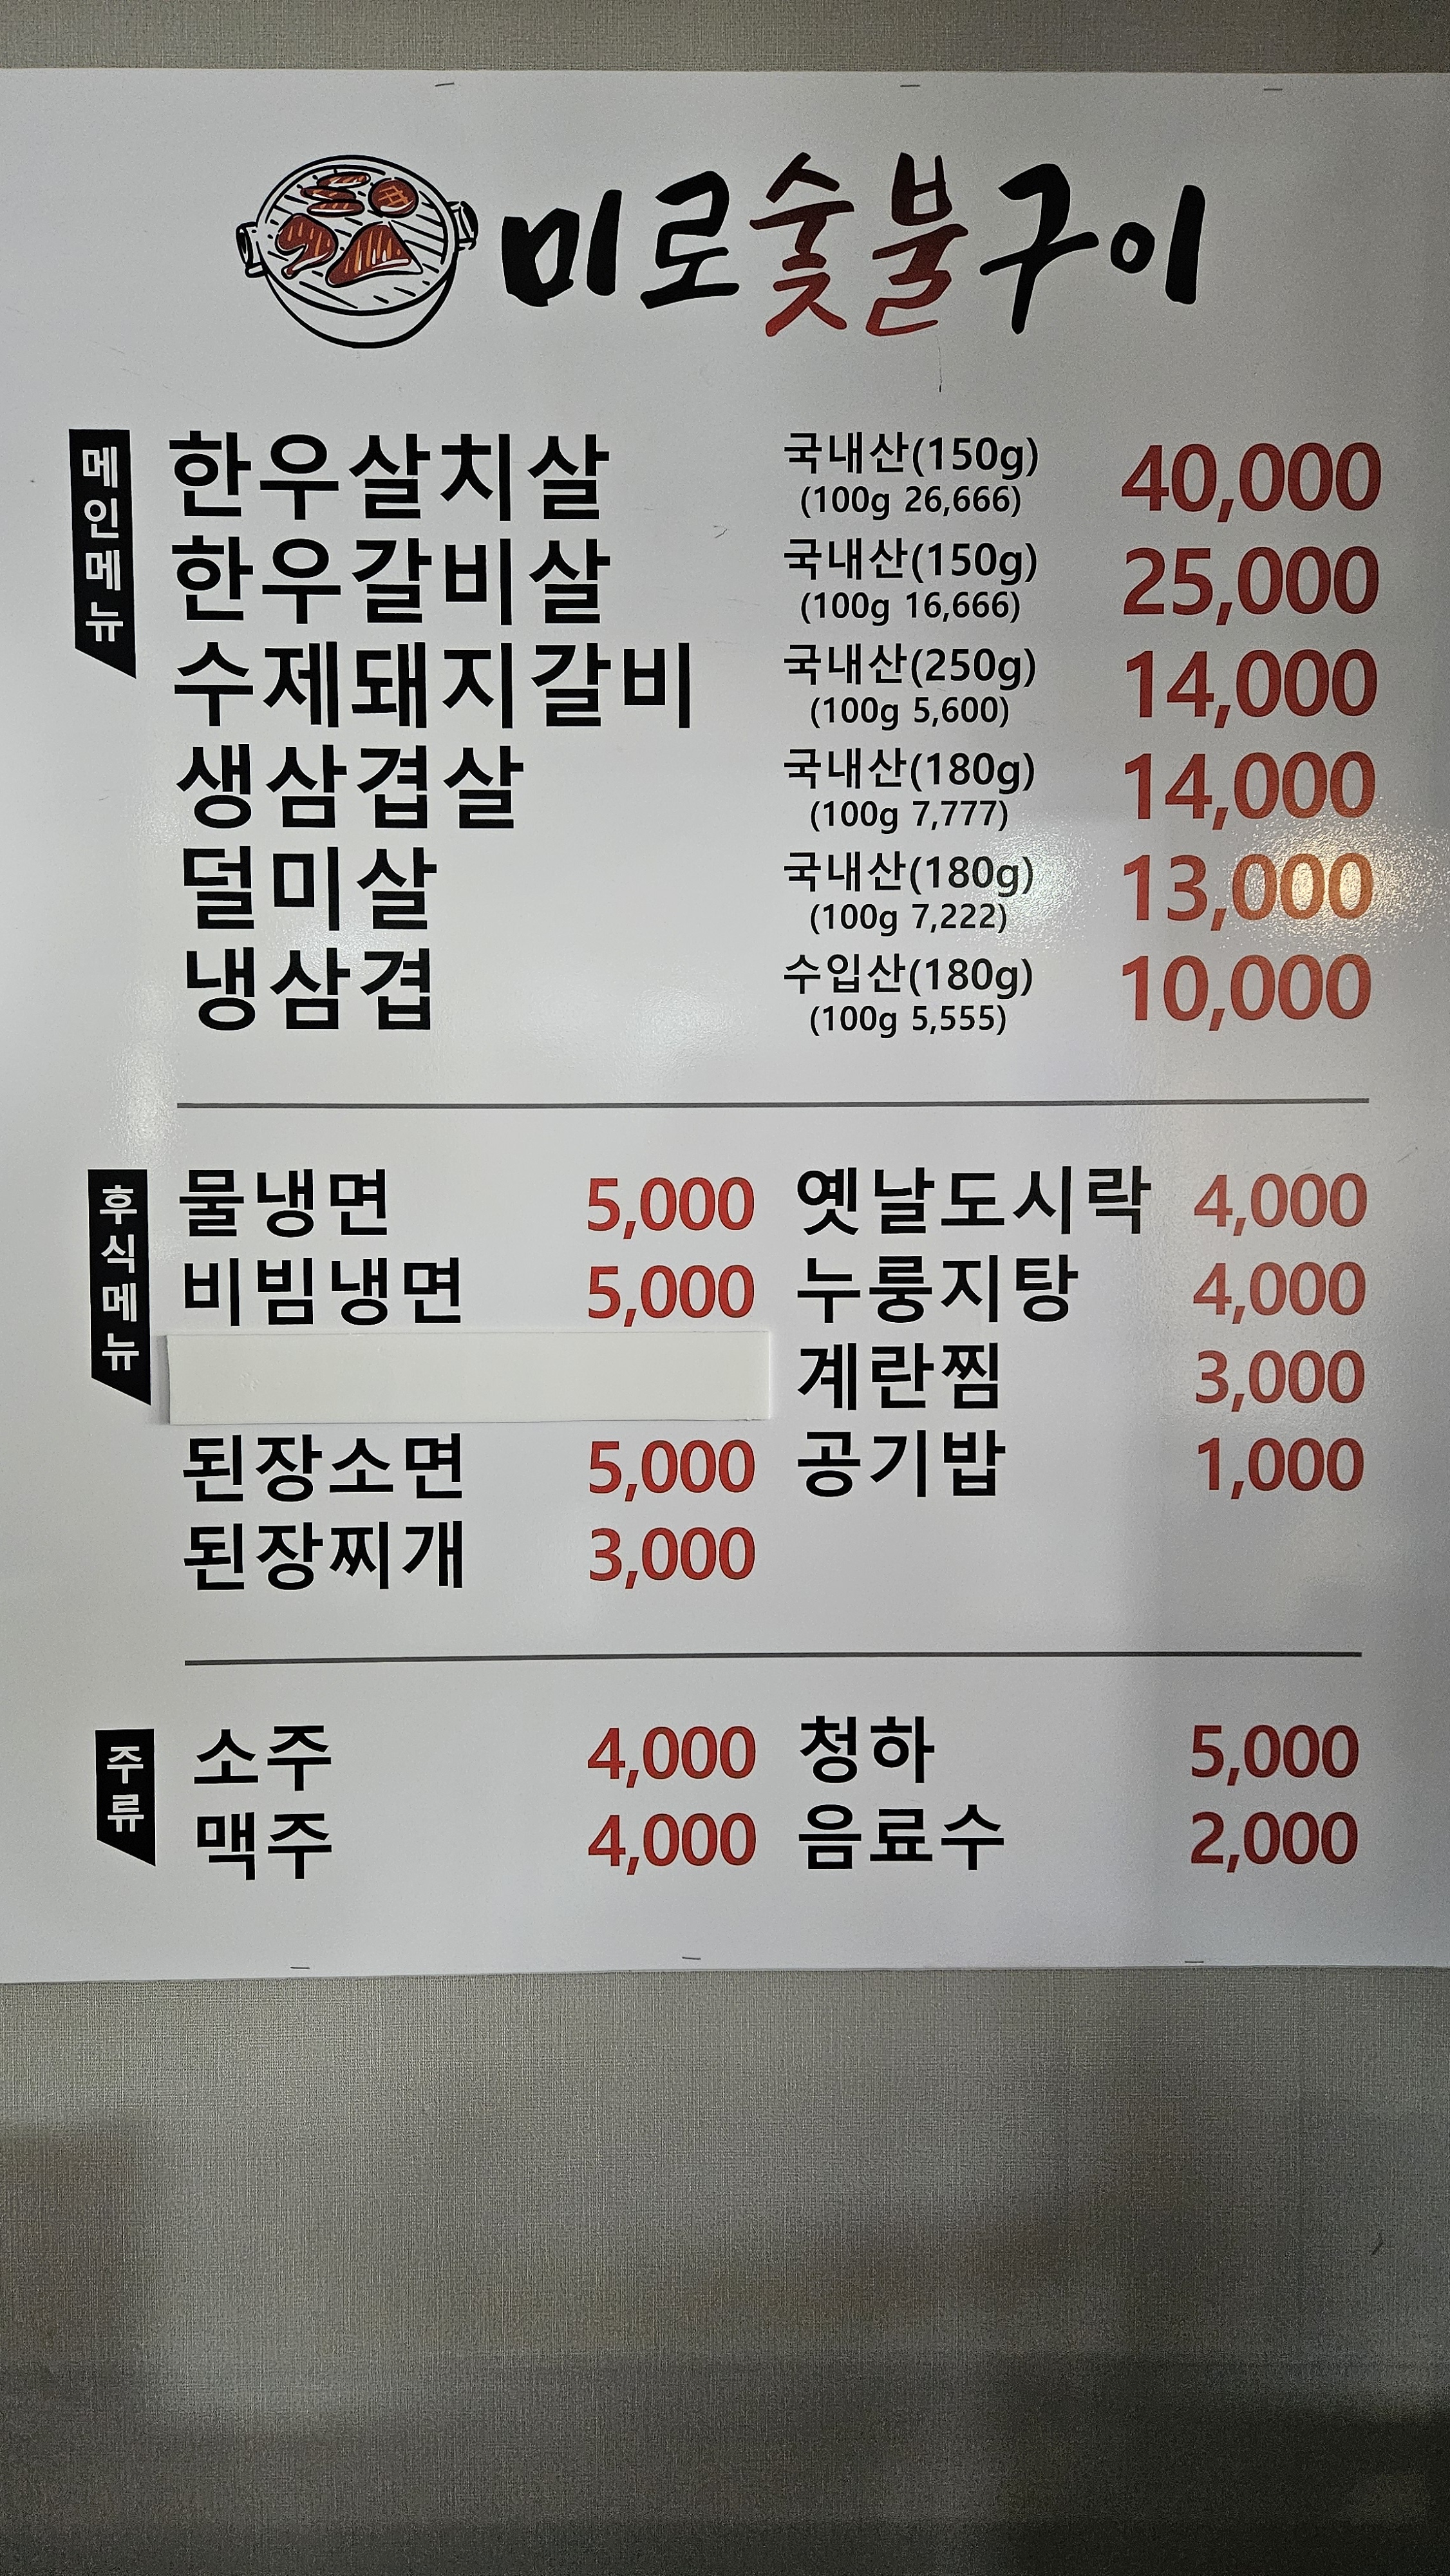 미로숯불구이
메인메뉴
한우살치살 국내산(150g) 40,000
(100g 26,666)
한우갈비살 국내산(150g) 25,000
(100g 16,666)
수제돼지갈비 국내산(250g) 14,000
(100g 5,600)
생삼겹살 국내산(180g) 14,000
(100g 7,777)
덜미살 국내산(180g) 13,000
(100g 7,222)
냉삼겹 수입산(180g) 10,000
(100g 5,555)
후식메뉴
물냉면 5,000 옛날도시락 4,000
비빔냉면 5,000 누룽지탕 4,000
계란찜 3,000
된장소면 5,000 공기밥 1,000
된장찌개 3,000
주류
소주 4,000 청하 5,000
맥주 4,000 음료수 2,000